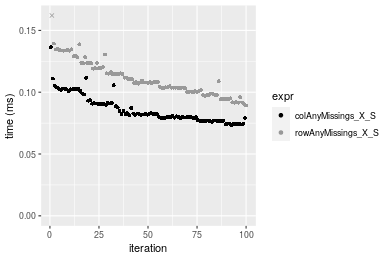 0.15
0.10
0.05
0.00
time (ms)
0
25
50
75
100
iteration
expr
colAnyMissings_X_S
rowAnyMissings_X_S